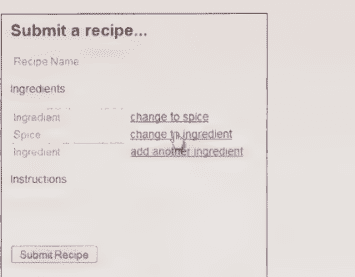 Submit a recipe...
Recipe Name
Ingredients
Ingredient change to spice
Spice change to ingredient
Ingredient add another ingredient
Instructions
Submit Recipe